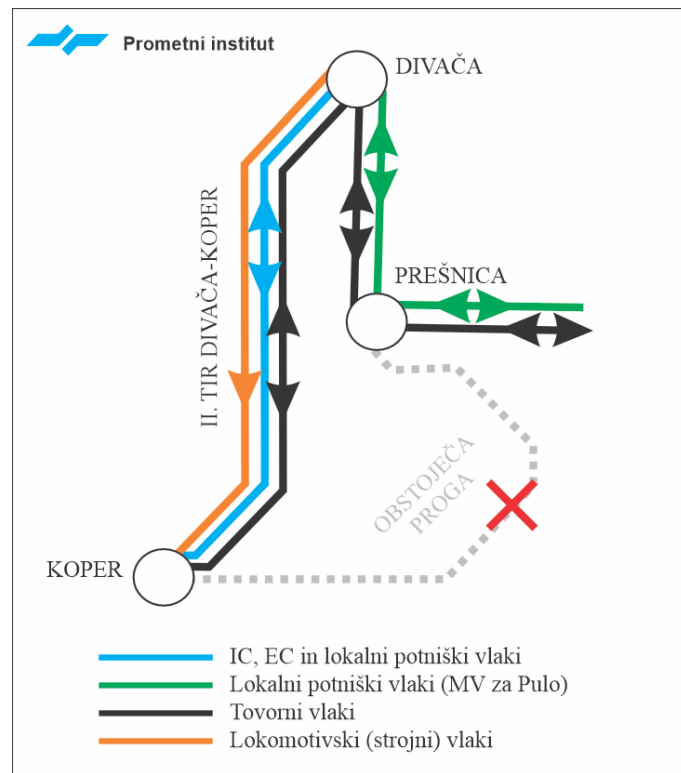 Prometni institut
DIVAČA
II. TIR DIVAČA-KOPER
PREŠNICA
OBSTOJEČA
PROGA
KOPER
IC, EC in lokalni potniški vlaki
Lokalni potniški vlaki (MV za Pulo)
Tovorni vlaki
Lokomotivski (strojni) vlaki